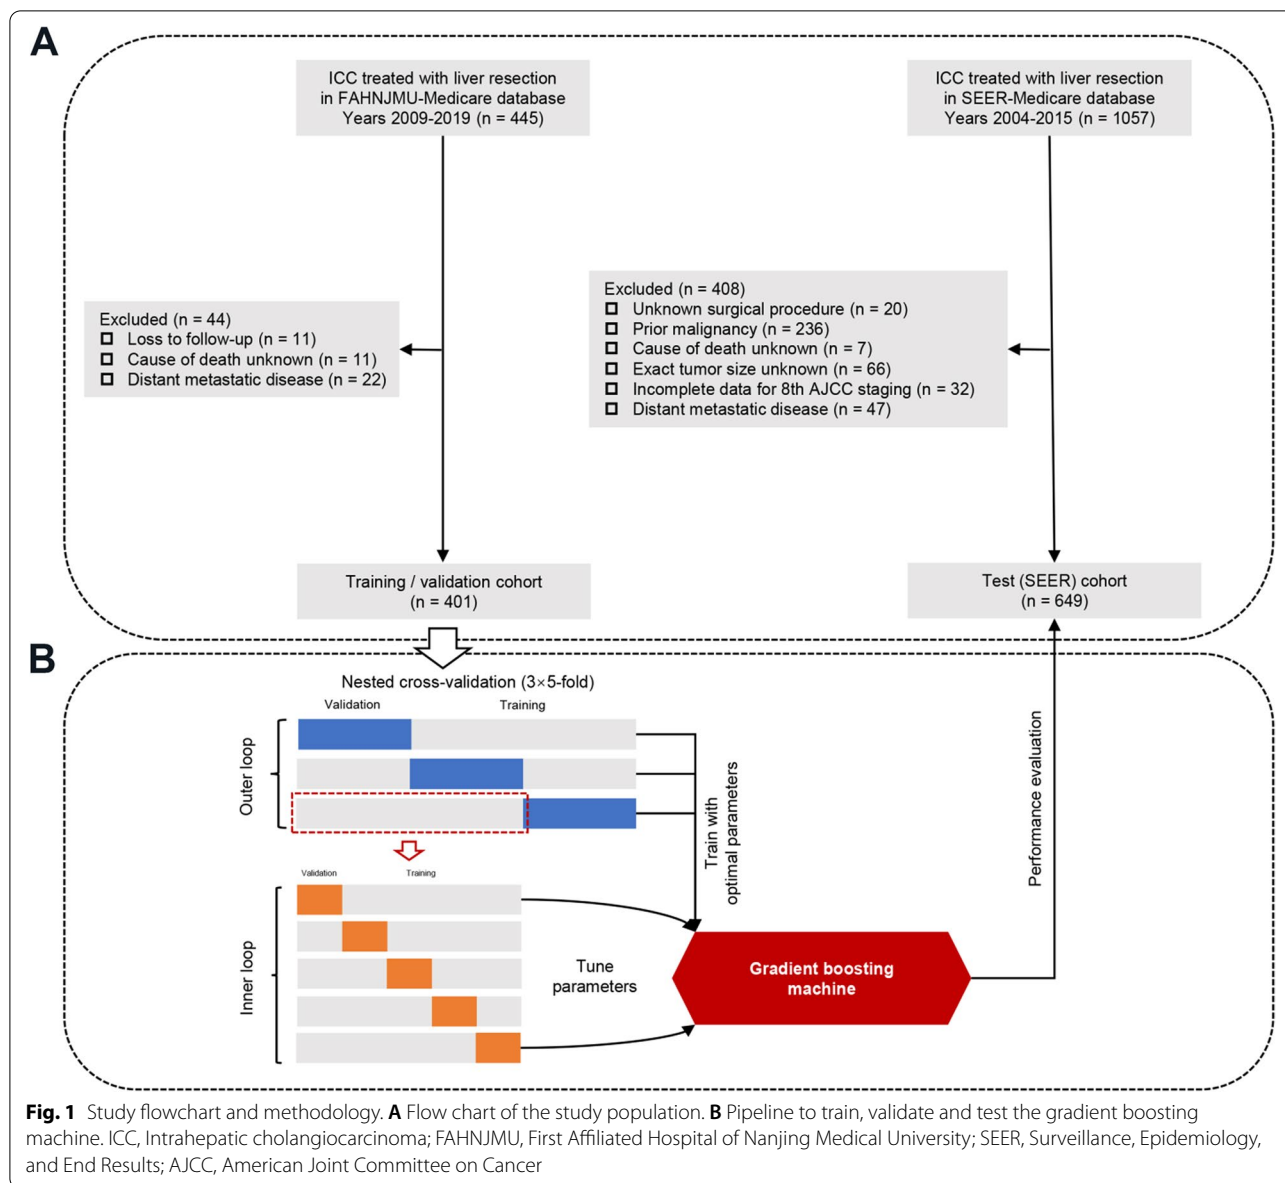 A
ICC treated with liver resection
in FAHNJMU-Medicare database
Years 2009-2019 (n = 445)
ICC treated with liver resection
in SEER-Medicare database
Years 2004-2015 (n = 1057)
Excluded (n = 44)
Loss to follow-up (n = 11)
Cause of death unknown (n = 11)
Distant metastatic disease (n = 22)
Excluded (n = 408)
Unknown surgical procedure (n = 20)
Prior malignancy (n = 236)
Cause of death unknown (n = 7)
Exact tumor size unknown (n = 66)
Incomplete data for 8th AJCC staging (n = 32)
Distant metastatic disease (n = 47)
Training / validation cohort
(n = 401)
Test (SEER) cohort
(n = 649)
B
Nested cross-validation (3×5-fold)
Validation
Training
Outer loop
Train with
optimal parameters
Performance evaluation
Validation
Training
Inner loop
Tune
parameters
Gradient boosting
machine
Fig. 1 Study flowchart and methodology. A Flow chart of the study population. B Pipeline to train, validate and test the gradient boosting
machine. ICC, Intrahepatic cholangiocarcinoma; FAHNJMU, First Affiliated Hospital of Nanjing Medical University; SEER, Surveillance, Epidemiology,
and End Results; AJCC, American Joint Committee on Cancer